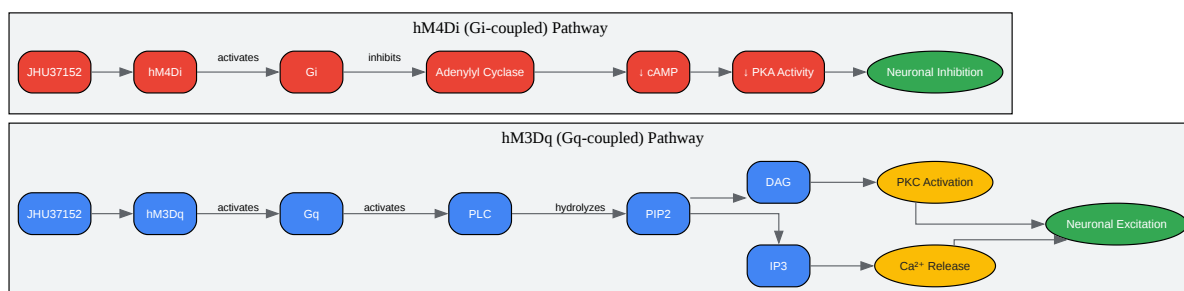 hM4Di (Gi-coupled) Pathway
JHU37152
hM4Di
activates
Gi
inhibits
Adenylyl Cyclase
↓ cAMP
↓ PKA Activity
Neuronal Inhibition
hM3Dq (Gq-coupled) Pathway
JHU37152
hM3Dq
activates
Gq
activates
PLC
hydrolyzes
PIP2
DAG
PKC Activation
IP3
Ca²⁺ Release
Neuronal Excitation